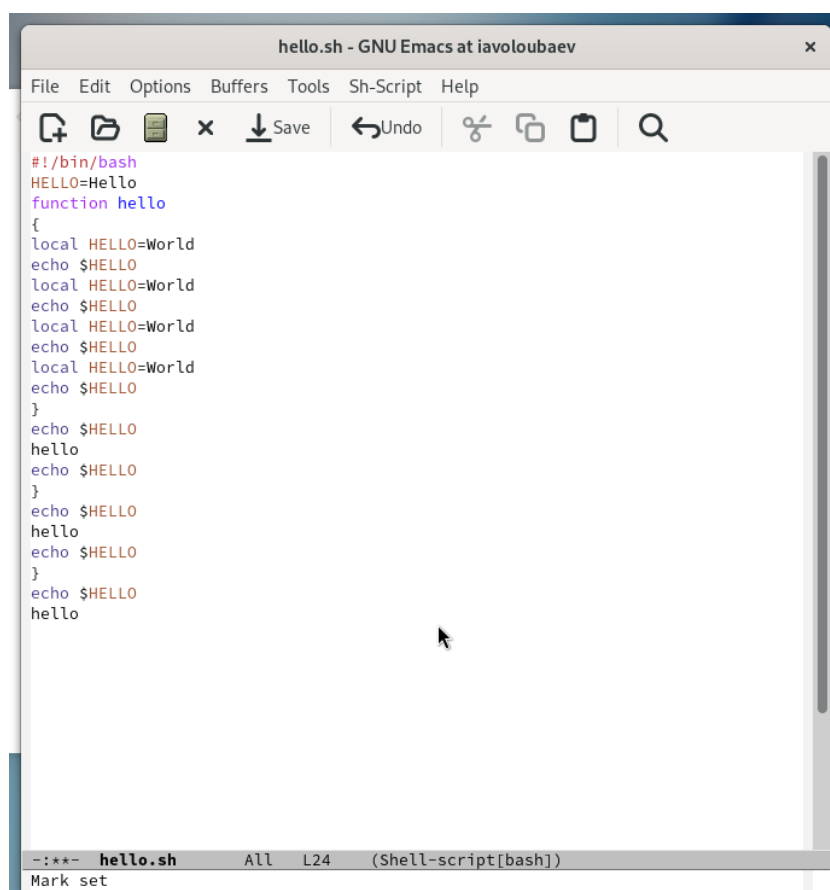 hello.sh - GNU Emacs at iavoloubaev
File Edit Options Buffers Tools Sh-Script Help
Save Undo
#!/bin/bash
HELLO=Hello
function hello
{
local HELLO=World
echo $HELLO
local HELLO=World
echo $HELLO
local HELLO=World
echo $HELLO
local HELLO=World
echo $HELLO
}
echo $HELLO
hello
echo $HELLO
}
echo $HELLO
hello
echo $HELLO
}
echo $HELLO
hello
-:**- hello.sh All L24 (Shell-script[bash])
Mark set